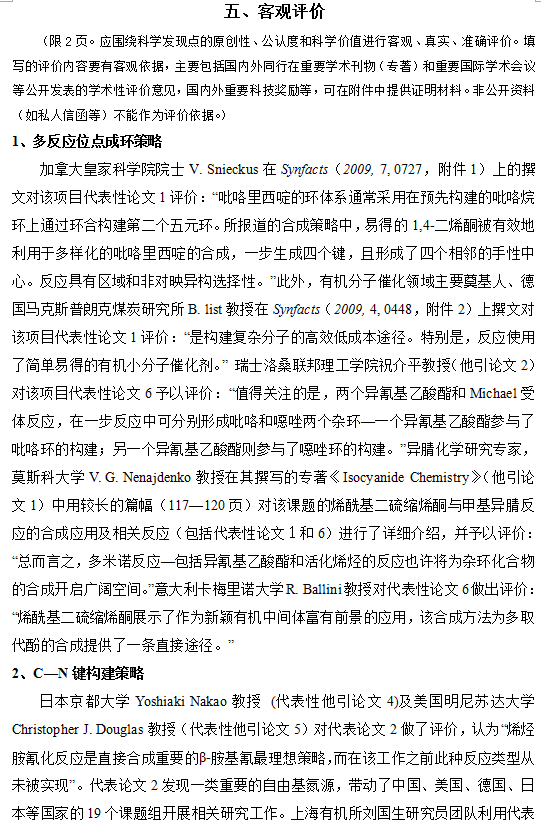 五、客观评价
（限 2 页。应围绕科学发现点的原创性、公认度和科学价值进行客观、真实、准确评价。填
写的评价内容要有客观依据，主要包括国内外同行在重要学术刊物（专著）和重要国际学术会议
等公开发表的学术性评价意见，国内外重要科技奖励等，可在附件中提供证明材料。非公开资料
（如私人信函等）不能作为评价依据。）
1、多反应位点成环策略
加拿大皇家科学院院士 V. Snieckus 在 Synfacts（2009, 7, 0727，附件 1）上的撰
文对该项目代表性论文 1 评价：“吡咯里西啶的环体系通常采用在预先构建的吡咯烷
环上通过环合构建第二个五元环。所报道的合成策略中，易得的 1,4-二烯酮被有效地
利用于多样化的吡咯里西啶的合成，一步生成四个键，且形成了四个相邻的手性中
心。反应具有区域和非对映异构选择性。”此外，有机分子催化领域主要奠基人、德
国马克斯普朗克煤炭研究所 B. list 教授在 Synfacts（2009, 4, 0448，附件 2）上撰文对
该项目代表性论文 1 评价：“是构建复杂分子的高效低成本途径。特别是，反应使用
了简单易得的有机小分子催化剂。” 瑞士洛桑联邦理工学院祝介平教授（他引论文 2）
对该项目代表性论文 6 予以评价：“值得关注的是，两个异氰基乙酸酯和 Michael 受
体反应，在一步反应中可分别形成吡咯和噁唑两个杂环—一个异氰基乙酸酯参与了
吡咯环的构建；另一个异氰基乙酸酯则参与了噁唑环的构建。”异腈化学研究专家，
莫斯科大学 V. G. Nenajdenko 教授在其撰写的专著《Isocyanide Chemistry》（他引论
文 1）中用较长的篇幅（117—120 页）对该课题的烯酰基二硫缩烯酮与甲基异腈反
应的合成应用及相关反应（包括代表性论文 1 和 6）进行了详细介绍，并予以评价：
“总而言之，多米诺反应—包括异氰基乙酸酯和活化烯烃的反应也许将为杂环化合物
的合成开启广阔空间。”意大利卡梅里诺大学 R. Ballini 教授对代表性论文 6 做出评价：
“烯酰基二硫缩烯酮展示了作为新颖有机中间体富有前景的应用，该合成方法为多取
代酚的合成提供了一条直接途径。”
2、C—N 键构建策略
日本京都大学 Yoshiaki Nakao 教授 (代表性他引论文 4)及美国明尼苏达大学
Christopher J. Douglas 教授（代表性他引论文 5）对代表论文 2 做了评价，认为“烯烃
胺氰化反应是直接合成重要的β-胺基氰最理想策略，而在该工作之前此种反应类型从
未被实现”。代表论文 2 发现一类重要的自由基氮源，带动了中国、美国、德国、日
本等国家的 19 个课题组开展相关研究工作。上海有机所刘国生研究员团队利用代表